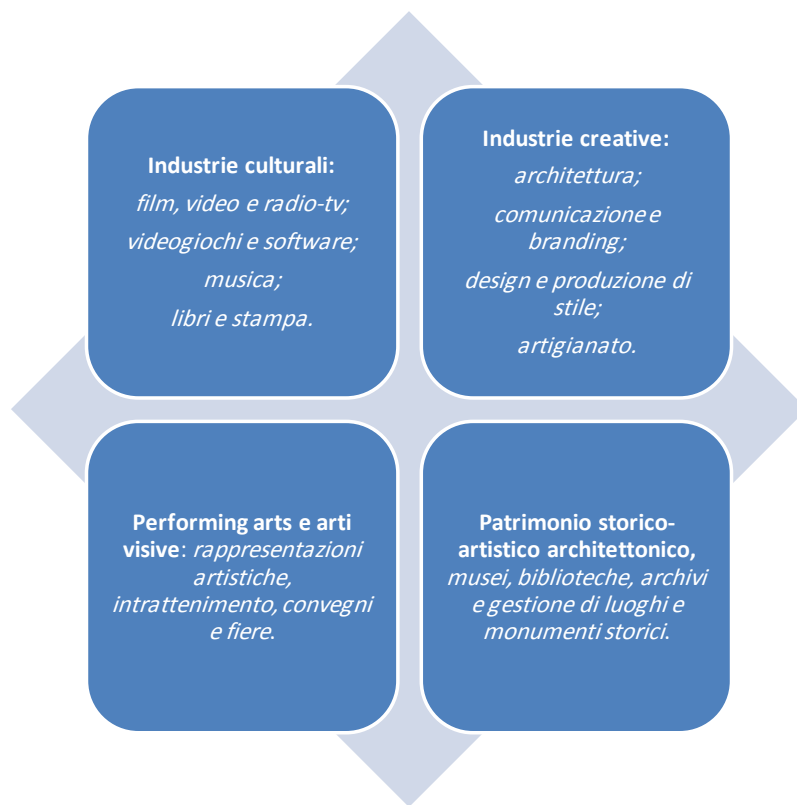 Industrie culturali:
film, video e radio-tv;
videogiochi e software;
musica;
libri e stampa.
Industrie creative:
architettura;
comunicazione e
branding;
design e produzione di
stile;
artigianato.
Performing arts e arti
visive: rappresentazioni
artistiche,
intrattenimento, convegni
e fiere.
Patrimonio storico-
artistico architettonico,
musei, biblioteche, archivi
e gestione di luoghi e
monumenti storici.